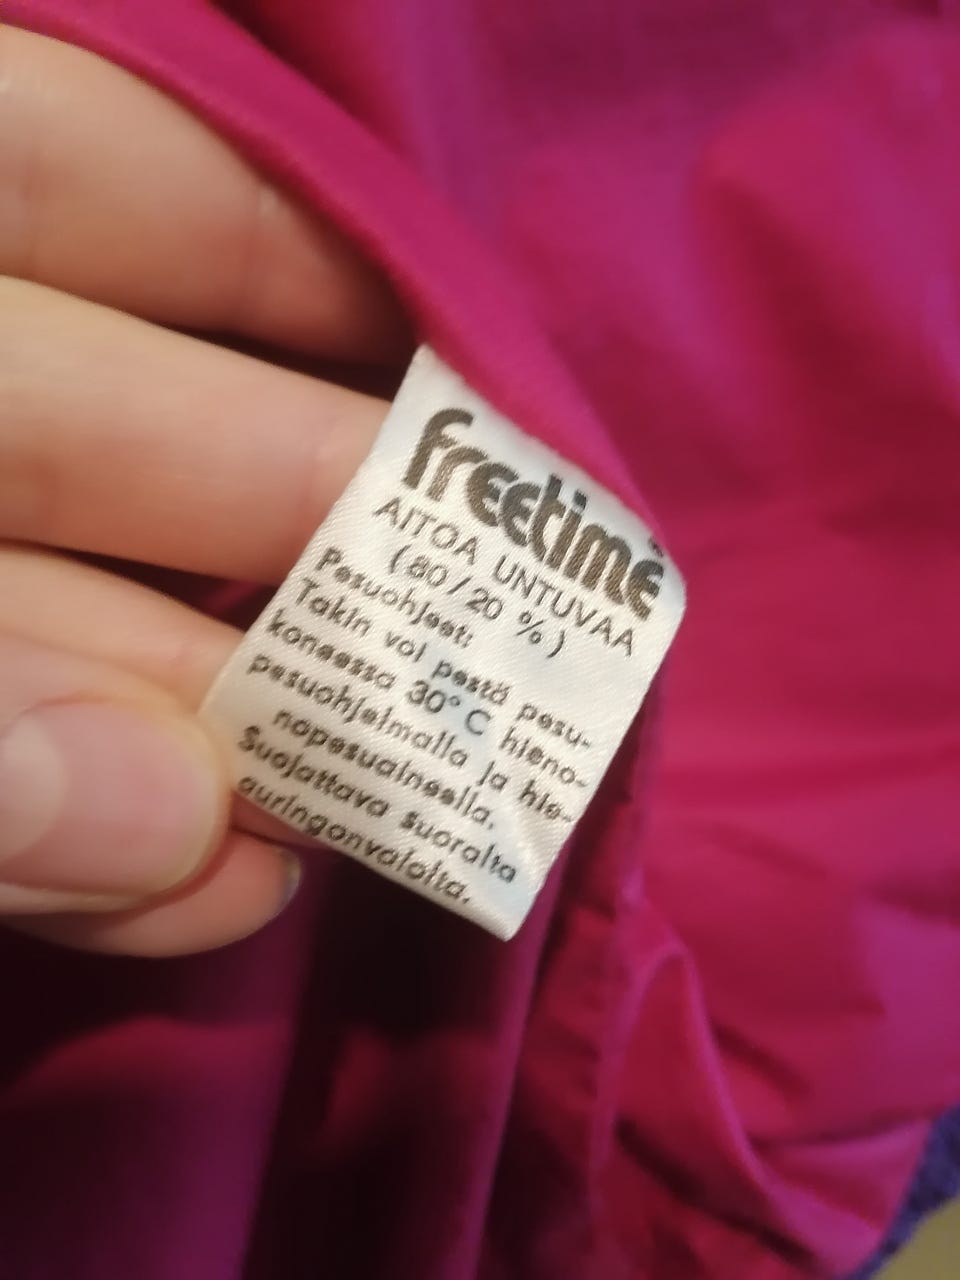 freetime®
AITOA UNTUVAA
(80/20 %)
Pesuohjeet:
Takin voi pestä pesu-
koneessa 30° C hieno-
pesuohjelmalla ja hie-
nopesuaineella.
Suojattava suoralta
auringonvalolta.